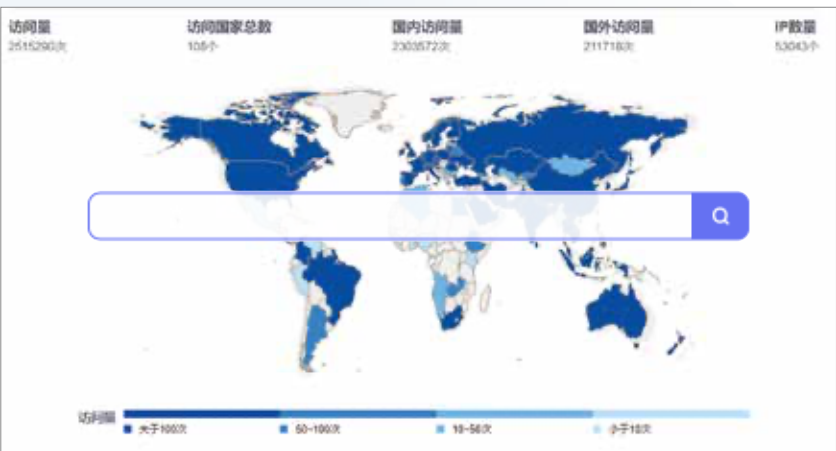 访问量 访问国家总数 国内访问量 国外访问量 IP数量
2515290次 108个 2303572次 211718次 53043个
访问量
大于100次 50~100次 10~50次 小于10次